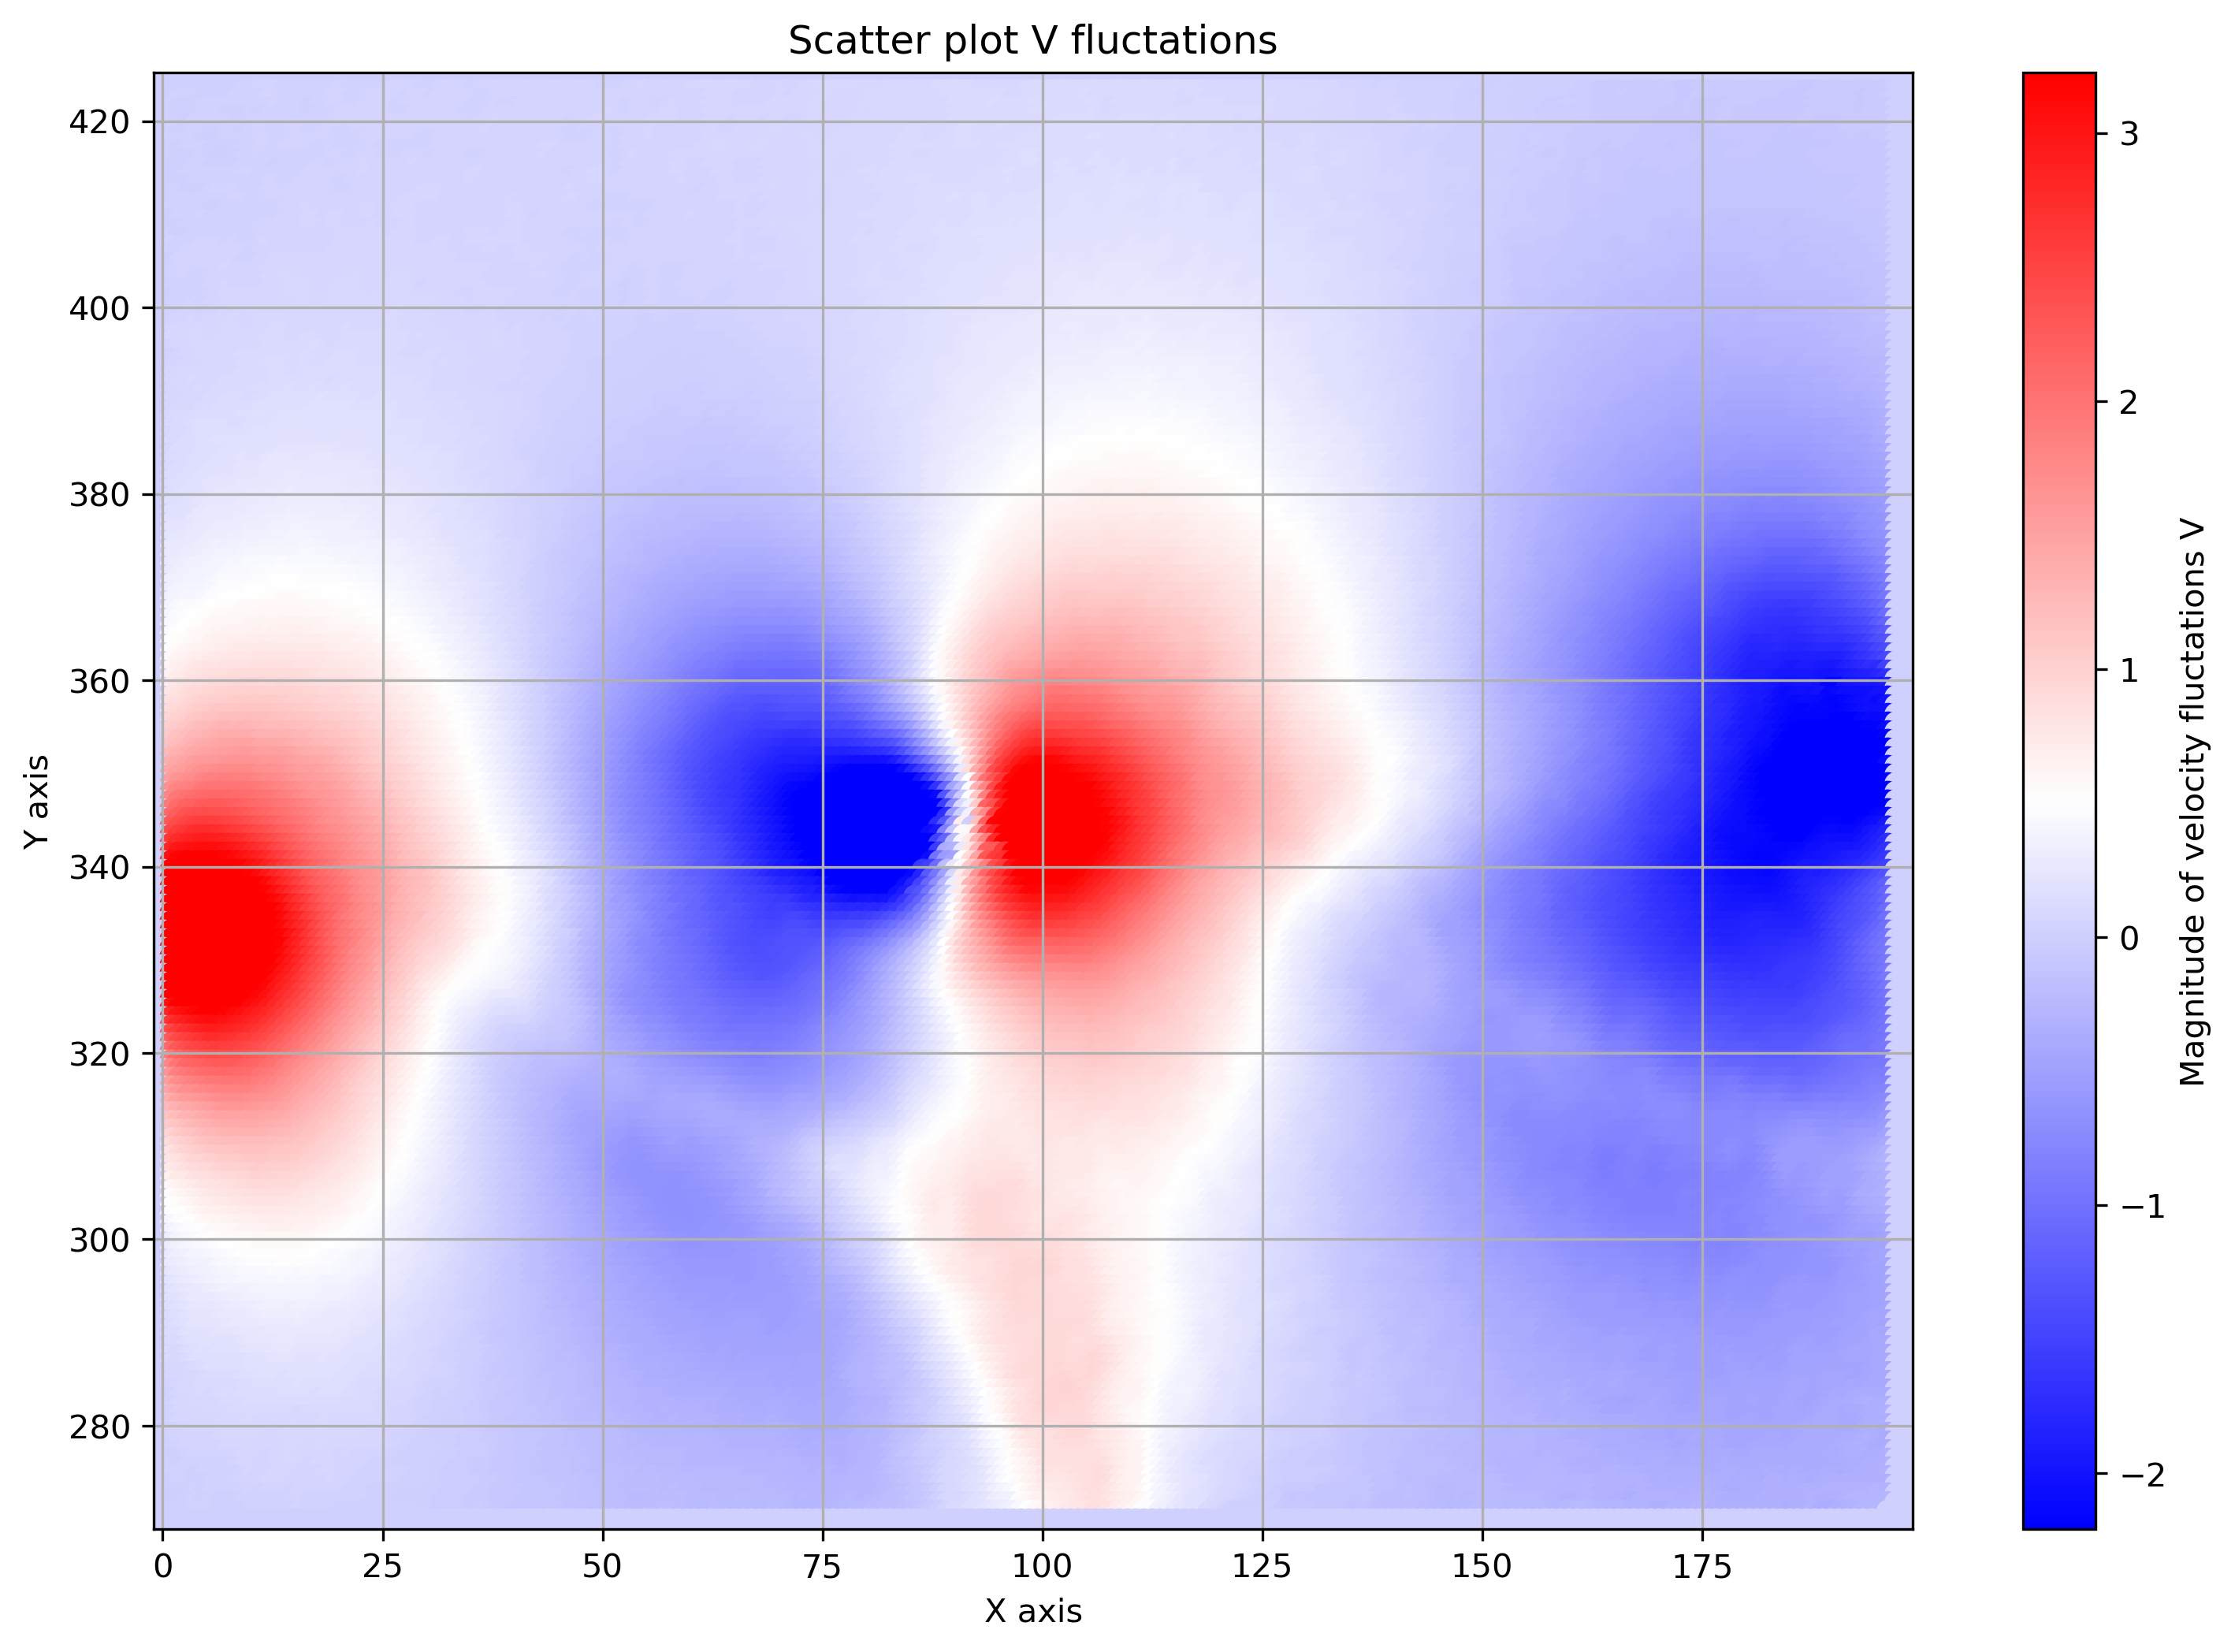 Scatter plot V fluctations
420
400
380
360
340
320
300
280
Y axis
0 25 50 75 100 125 150 175
X axis
3
2
1
0
−1
−2
Magnitude of velocity fluctations V